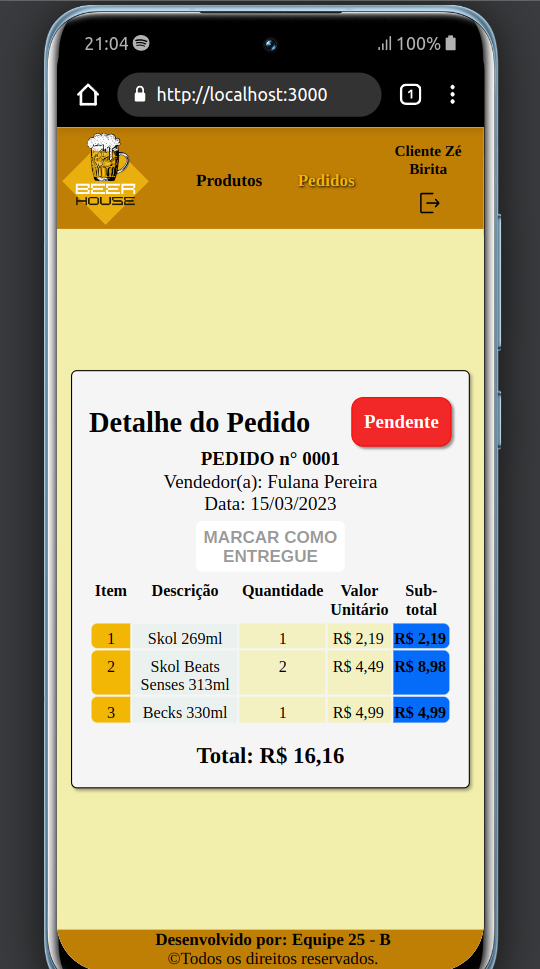 21:04 100%
http://localhost:3000 1
BEER
HOUSE
Produtos Pedidos
Cliente Zé
Birita
Detalhe do Pedido Pendente
PEDIDO n° 0001
Vendedor(a): Fulana Pereira
Data: 15/03/2023
MARCAR COMO
ENTREGUE
Item Descrição Quantidade Valor Sub-
Unitário total
1 Skol 269ml 1 R$ 2,19 R$ 2,19
2 Skol Beats 2 R$ 4,49 R$ 8,98
Senses 313ml
3 Becks 330ml 1 R$ 4,99 R$ 4,99
Total: R$ 16,16
Desenvolvido por: Equipe 25 - B
©Todos os direitos reservados.